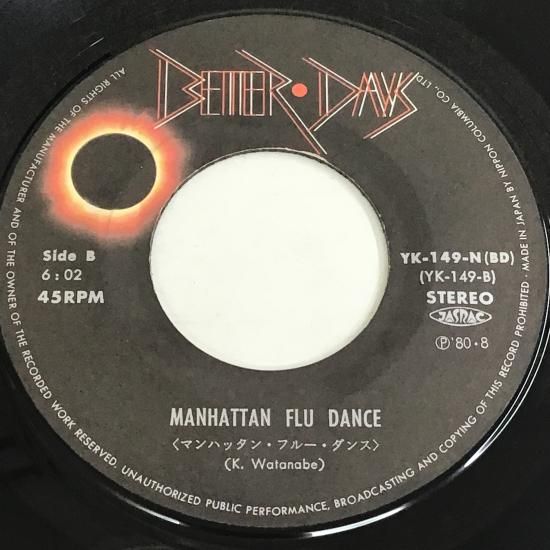 BETTER・DAYS
Side B
6:02
45RPM
YK-149-N(BD)
(YK-149-B)
STEREO
JASRAC
Ⓟ'80・8
MANHATTAN FLU DANCE
〈マンハッタン・フルー・ダンス〉
(K. Watanabe)
ALL RIGHTS OF THE MANUFACTURER AND OF THE OWNER OF THE RECORDED WORK RESERVED. UNAUTHORIZED PUBLIC PERFORMANCE, BROADCASTING AND COPYING OF THIS RECORD PROHIBITED・MADE IN JAPAN BY NIPPON COLUMBIA CO., LTD.